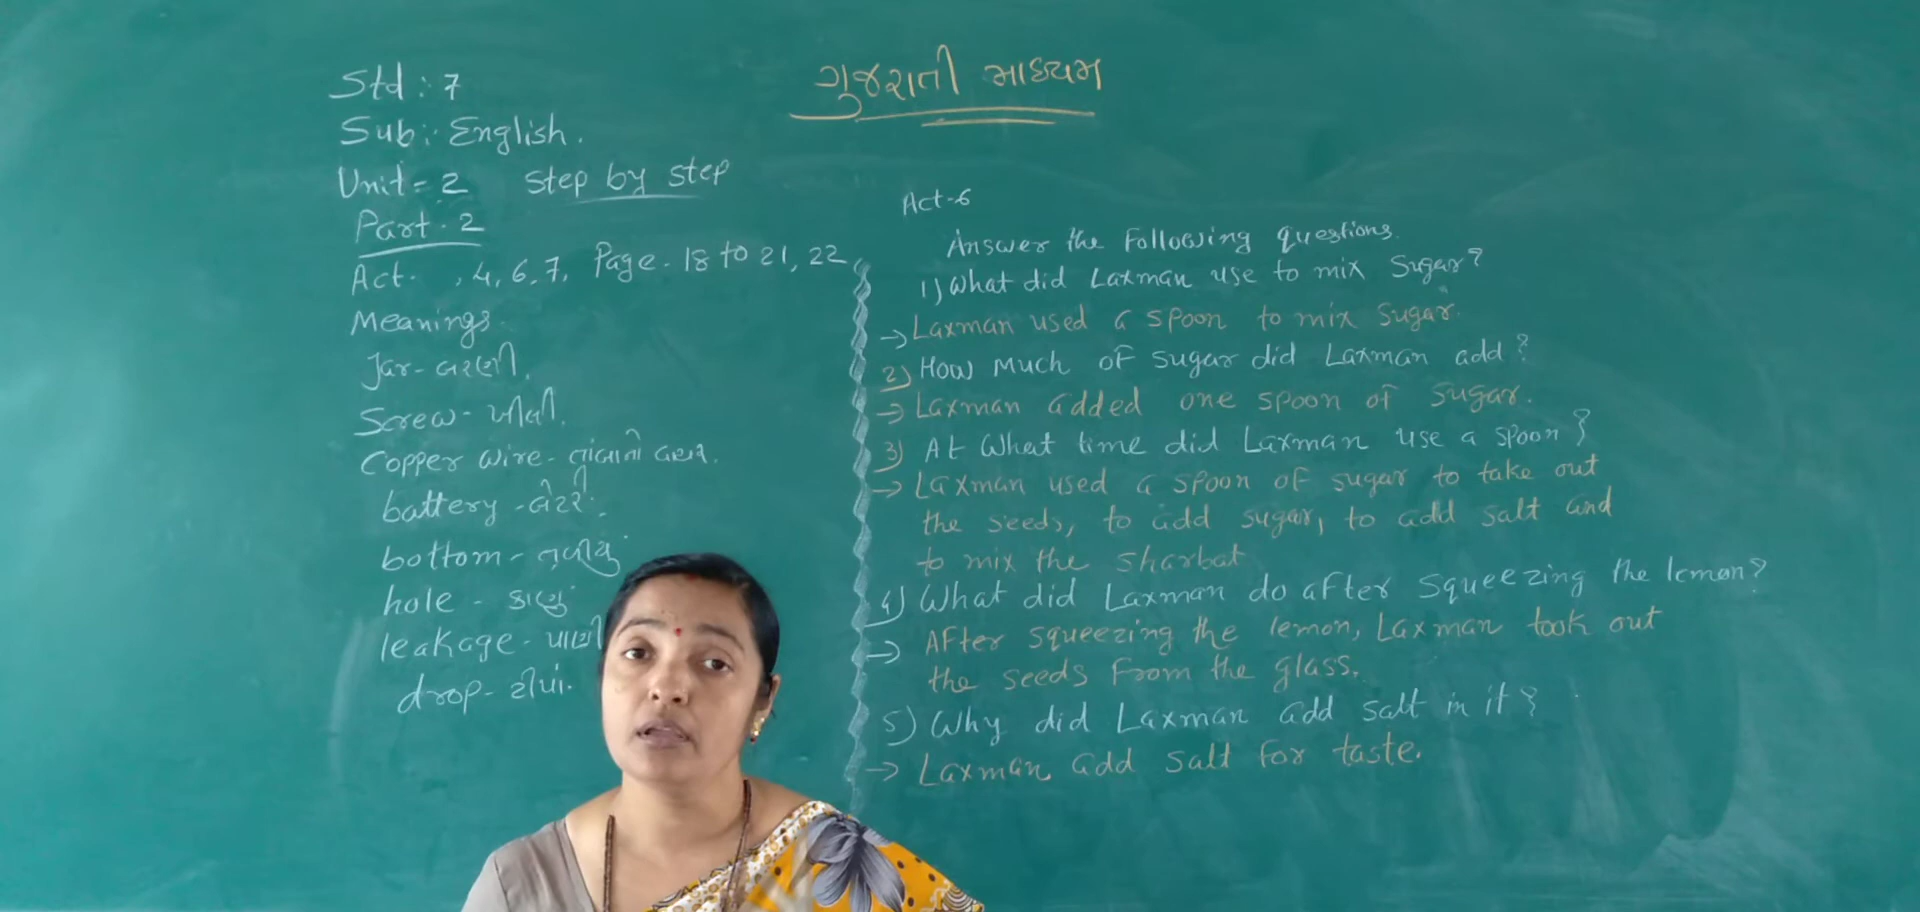 ગુજરાતી માધ્યમ
Std : 7
Sub :- English.
Unit = 2 Step by step
Part - 2
Act. , 4, 6, 7, Page - 18 to 21, 22
Meanings
Jar - બરણી.
Screw - ખીલી.
Copper wire - તાંબાનો વાયર.
battery - બેટરી.
bottom - તળીયું
hole - કાણું
leakage -
drop - ટીપાં.
Act-6
Answer the Following questions.
1) What did Laxman use to mix Sugar?
→ Laxman used a spoon to mix Sugar.
2) How Much of sugar did Laxman add?
→ Laxman added one spoon of sugar.
3) At What time did Laxman use a spoon?
→ Laxman used a spoon of sugar to take out
the seeds, to add sugar, to add salt and
to mix the Sharbat
4) What did Laxman do after squeezing the lemon?
→ After squeezing the lemon, Laxman took out
the seeds From the glass.
5) Why did Laxman add salt in it?
→ Laxman add salt for taste.